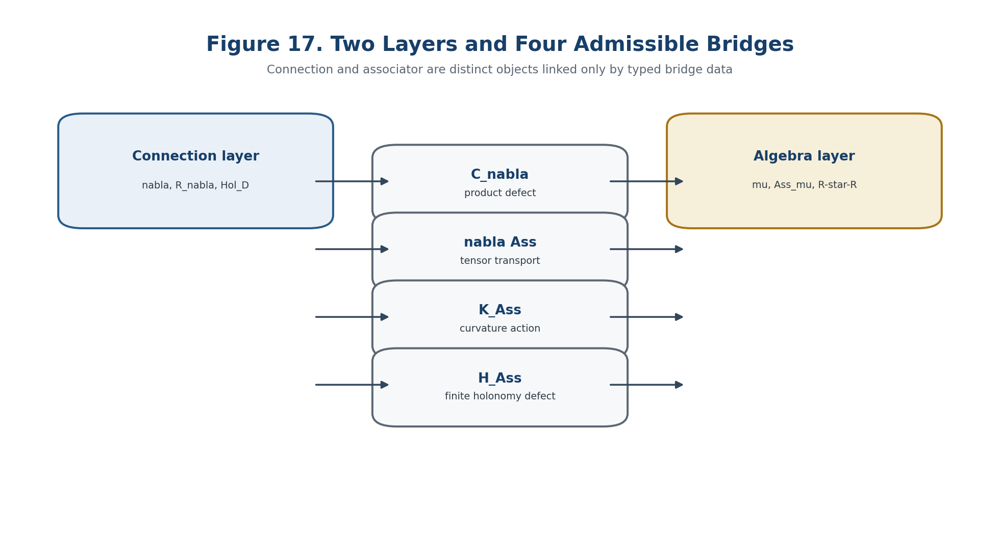 Figure 17. Two Layers and Four Admissible Bridges
Connection and associator are distinct objects linked only by typed bridge data
Connection layer
nabla, R_nabla, Hol_D
C_nabla
product defect
Algebra layer
mu, Ass_mu, R-star-R
nabla Ass
tensor transport
K_Ass
curvature action
H_Ass
finite holonomy defect